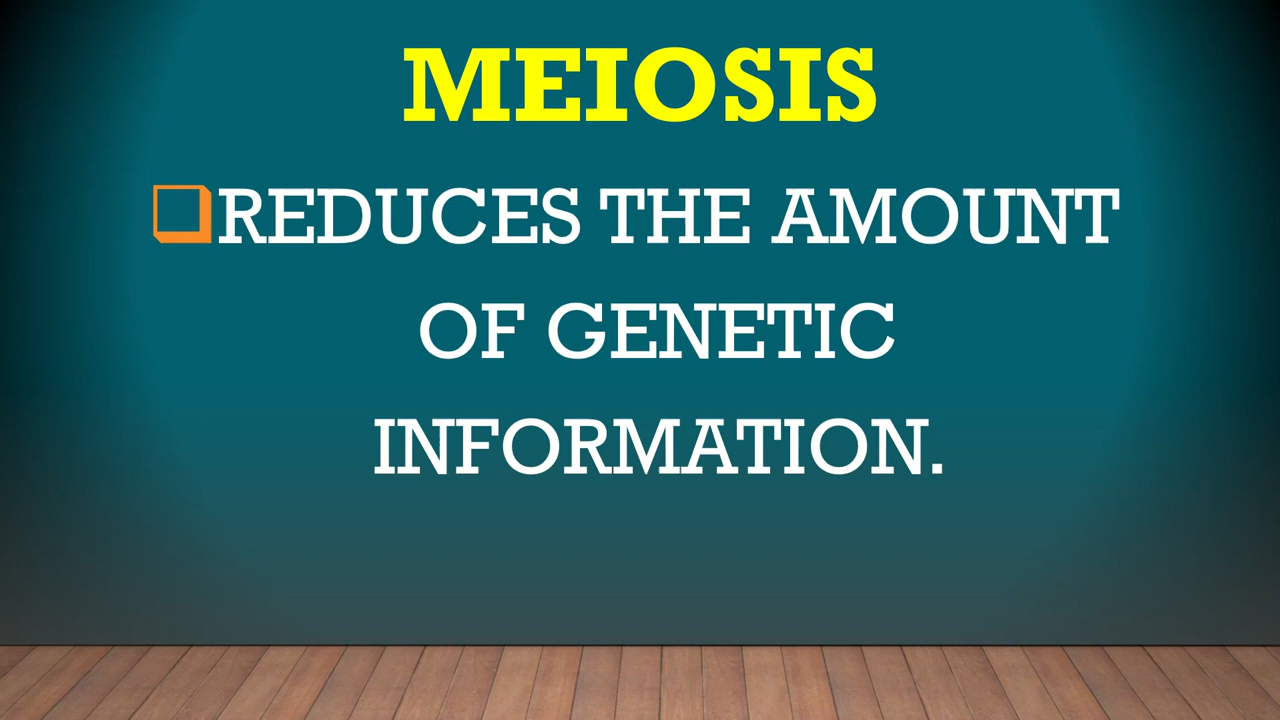 MEIOSIS
REDUCES THE AMOUNT
OF GENETIC
INFORMATION.